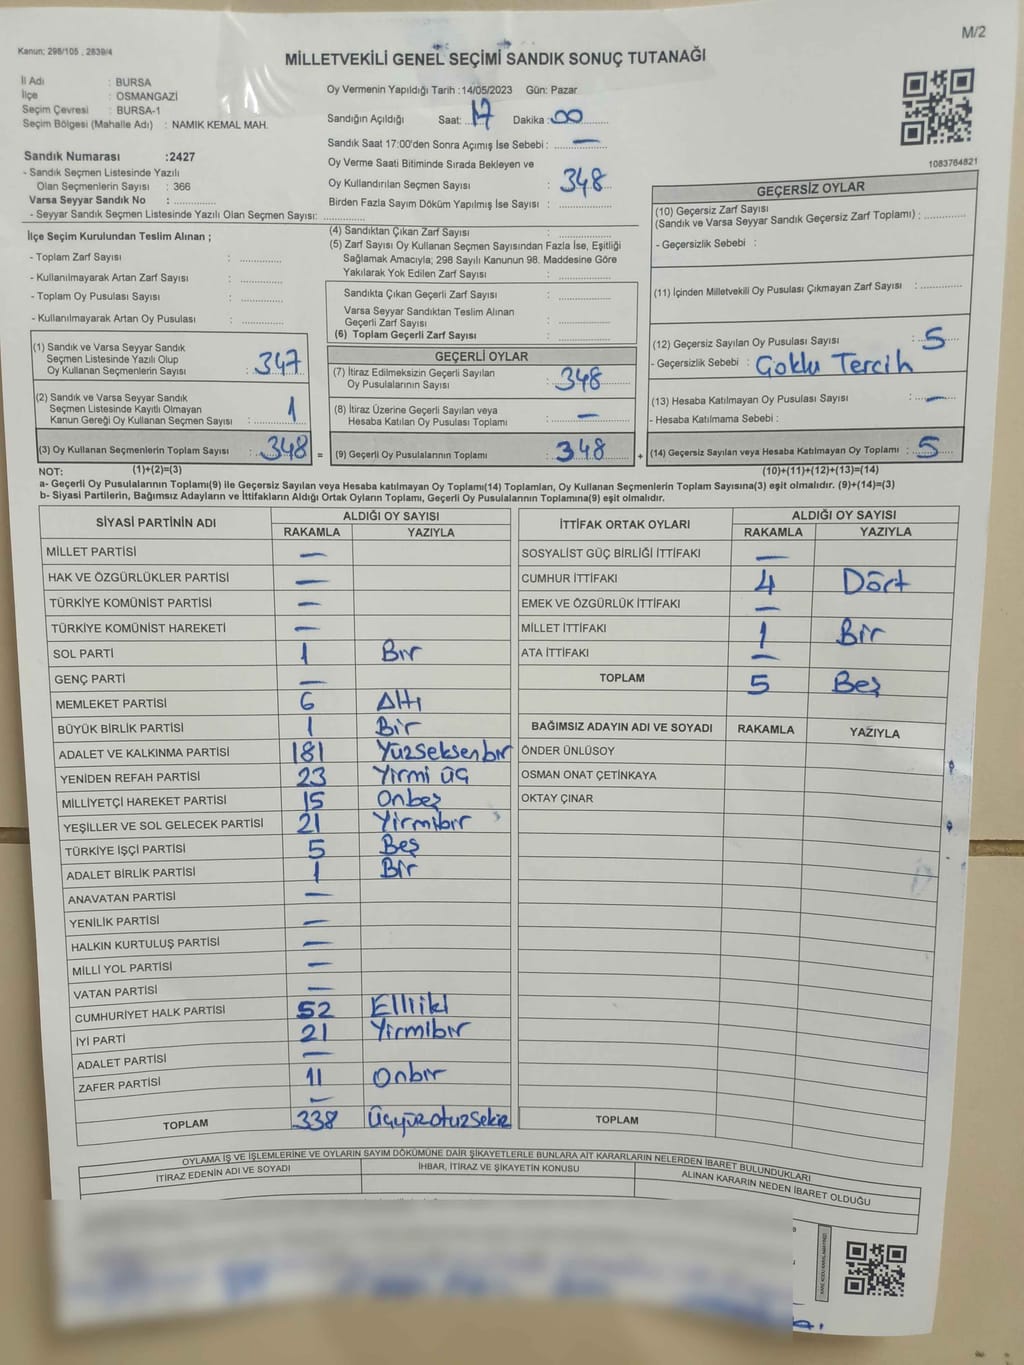 M/2
Kanun: 298/105 , 2839/4
MİLLETVEKİLİ GENEL SEÇİMİ SANDIK SONUÇ TUTANAĞI
İl Adı : BURSA
İlçe : OSMANGAZİ
Seçim Çevresi : BURSA-1
Seçim Bölgesi (Mahalle Adı) : NAMIK KEMAL MAH.
Sandık Numarası :2427
- Sandık Seçmen Listesinde Yazılı
Olan Seçmenlerin Sayısı : 366
Varsa Seyyar Sandık No : ..............
- Seyyar Sandık Seçmen Listesinde Yazılı Olan Seçmen Sayısı: ..............
Oy Vermenin Yapıldığı Tarih :14/05/2023 Gün: Pazar
Sandığın Açıldığı Saat: 17 Dakika : 00
Sandık Saat 17:00'den Sonra Açımış İse Sebebi : —
Oy Verme Saati Bitiminde Sırada Bekleyen ve
Oy Kullandırılan Seçmen Sayısı : 348
Birden Fazla Sayım Döküm Yapılmış İse Sayısı : ..............
1083764821
İlçe Seçim Kurulundan Teslim Alınan ;
- Toplam Zarf Sayısı : ..............
- Kullanılmayarak Artan Zarf Sayısı : ..............
- Toplam Oy Pusulası Sayısı : ..............
- Kullanılmayarak Artan Oy Pusulası : ..............
(4) Sandıktan Çıkan Zarf Sayısı : ..............
(5) Zarf Sayısı Oy Kullanan Seçmen Sayısından Fazla İse, Eşitliği
Sağlamak Amacıyla; 298 Sayılı Kanunun 98. Maddesine Göre
Yakılarak Yok Edilen Zarf Sayısı : ..............
Sandıkta Çıkan Geçerli Zarf Sayısı : ..............
Varsa Seyyar Sandıktan Teslim Alınan
Geçerli Zarf Sayısı : ..............
(6) Toplam Geçerli Zarf Sayısı : ..............
GEÇERSİZ OYLAR
(10) Geçersiz Zarf Sayısı
(Sandık ve Varsa Seyyar Sandık Geçersiz Zarf Toplamı) : ..............
- Geçersizlik Sebebi :
(11) İçinden Milletvekili Oy Pusulası Çıkmayan Zarf Sayısı : ..............
(12) Geçersiz Sayılan Oy Pusulası Sayısı : 5
- Geçersizlik Sebebi : Çoklu Tercih
(13) Hesaba Katılmayan Oy Pusulası Sayısı : —
- Hesaba Katılmama Sebebi :
(14) Geçersiz Sayılan veya Hesaba Katılmayan Oy Toplamı : 5
(1) Sandık ve Varsa Seyyar Sandık
Seçmen Listesinde Yazılı Olup
Oy Kullanan Seçmenlerin Sayısı : 347
(2) Sandık ve Varsa Seyyar Sandık
Seçmen Listesinde Kayıtlı Olmayan
Kanun Gereği Oy Kullanan Seçmen Sayısı : 1
(3) Oy Kullanan Seçmenlerin Toplam Sayısı : 348 =
GEÇERLİ OYLAR
(7) İtiraz Edilmeksizin Geçerli Sayılan
Oy Pusulalarının Sayısı : 348
(8) İtiraz Üzerine Geçerli Sayılan veya
Hesaba Katılan Oy Pusulası Toplamı : —
(9) Geçerli Oy Pusulalarının Toplamı : 348 +
NOT: (1)+(2)=(3) (10)+(11)+(12)+(13)=(14)
a- Geçerli Oy Pusulalarının Toplamı(9) ile Geçersiz Sayılan veya Hesaba katılmayan Oy Toplamı(14) Toplamları, Oy Kullanan Seçmenlerin Toplam Sayısına(3) eşit olmalıdır. (9)+(14)=(3)
b- Siyasi Partilerin, Bağımsız Adayların ve İttifakların Aldığı Ortak Oyların Toplamı, Geçerli Oy Pusulalarının Toplamına(9) eşit olmalıdır.
SİYASİ PARTİNİN ADI ALDIĞI OY SAYISI
RAKAMLA YAZIYLA
MİLLET PARTİSİ —
HAK VE ÖZGÜRLÜKLER PARTİSİ —
TÜRKİYE KOMÜNİST PARTİSİ —
TÜRKİYE KOMÜNİST HAREKETİ —
SOL PARTİ 1 Bir
GENÇ PARTİ —
MEMLEKET PARTİSİ 6 Altı
BÜYÜK BİRLİK PARTİSİ 1 Bir
ADALET VE KALKINMA PARTİSİ 181 Yüzseksenbir
YENİDEN REFAH PARTİSİ 23 Yirmi üç
MİLLİYETÇİ HAREKET PARTİSİ 15 Onbeş
YEŞİLLER VE SOL GELECEK PARTİSİ 21 Yirmibir
TÜRKİYE İŞÇİ PARTİSİ 5 Beş
ADALET BİRLİK PARTİSİ 1 Bir
ANAVATAN PARTİSİ —
YENİLİK PARTİSİ —
HALKIN KURTULUŞ PARTİSİ —
MİLLİ YOL PARTİSİ —
VATAN PARTİSİ —
CUMHURİYET HALK PARTİSİ 52 Elliiki
İYİ PARTİ 21 Yirmibir
ADALET PARTİSİ —
ZAFER PARTİSİ 11 Onbir
—
TOPLAM 338 Üçyüzotuzsekiz
İTTİFAK ORTAK OYLARI ALDIĞI OY SAYISI
RAKAMLA YAZIYLA
SOSYALİST GÜÇ BİRLİĞİ İTTİFAKI —
CUMHUR İTTİFAKI 4 Dört
EMEK VE ÖZGÜRLÜK İTTİFAKI —
MİLLET İTTİFAKI 1 Bir
ATA İTTİFAKI —
TOPLAM 5 Beş
BAĞIMSIZ ADAYIN ADI VE SOYADI RAKAMLA YAZIYLA
ÖNDER ÜNLÜSOY
OSMAN ONAT ÇETİNKAYA
OKTAY ÇINAR
TOPLAM
OYLAMA İŞ VE İŞLEMLERİNE VE OYLARIN SAYIM DÖKÜMÜNE DAİR ŞİKAYETLERLE BUNLARA AİT KARARLARIN NELERDEN İBARET BULUNDUKLARI
İTİRAZ EDENİN ADI VE SOYADI İHBAR, İTİRAZ VE ŞİKAYETİN KONUSU ALINAN KARARIN NEDEN İBARET OLDUĞU